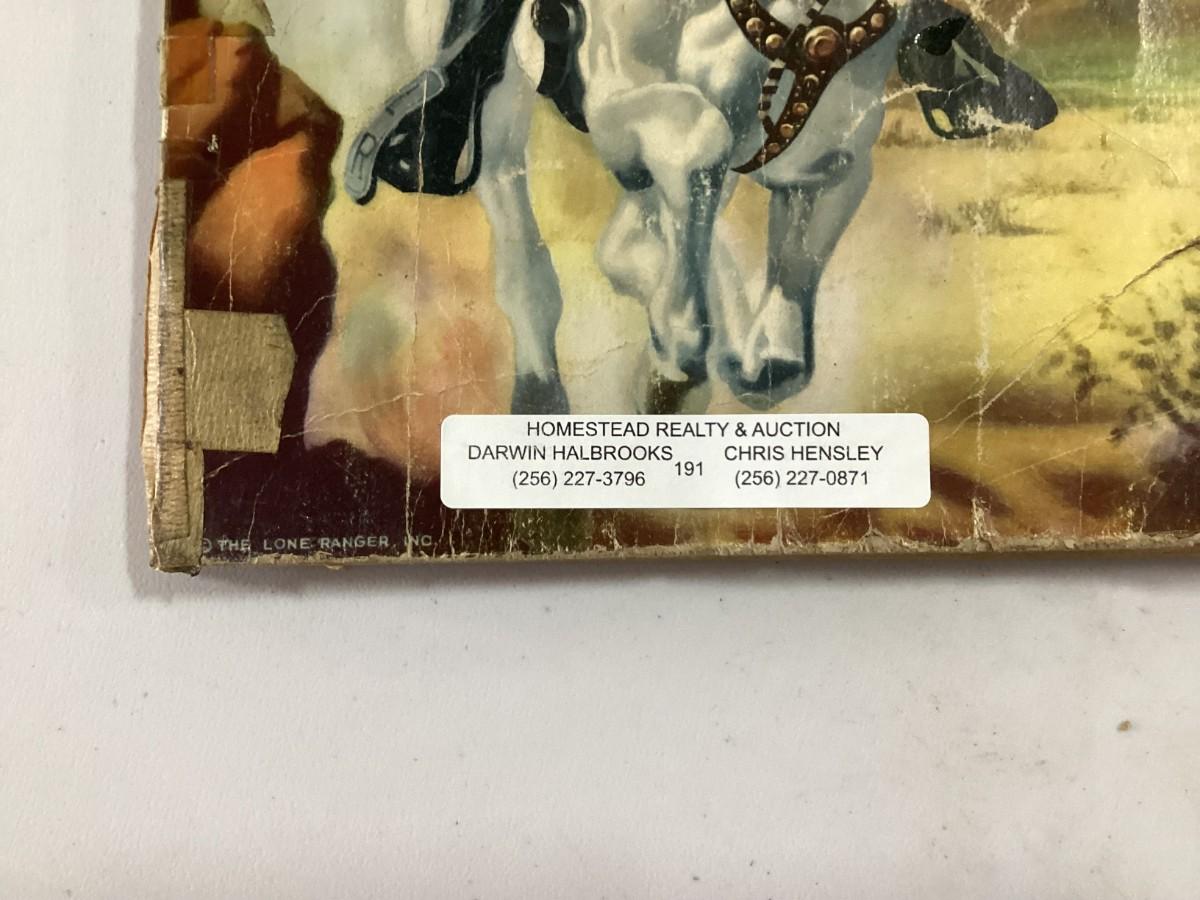 HOMESTEAD REALTY & AUCTION
DARWIN HALBROOKS 191 CHRIS HENSLEY
(256) 227-3796 (256) 227-0871
© THE LONE RANGER, INC.